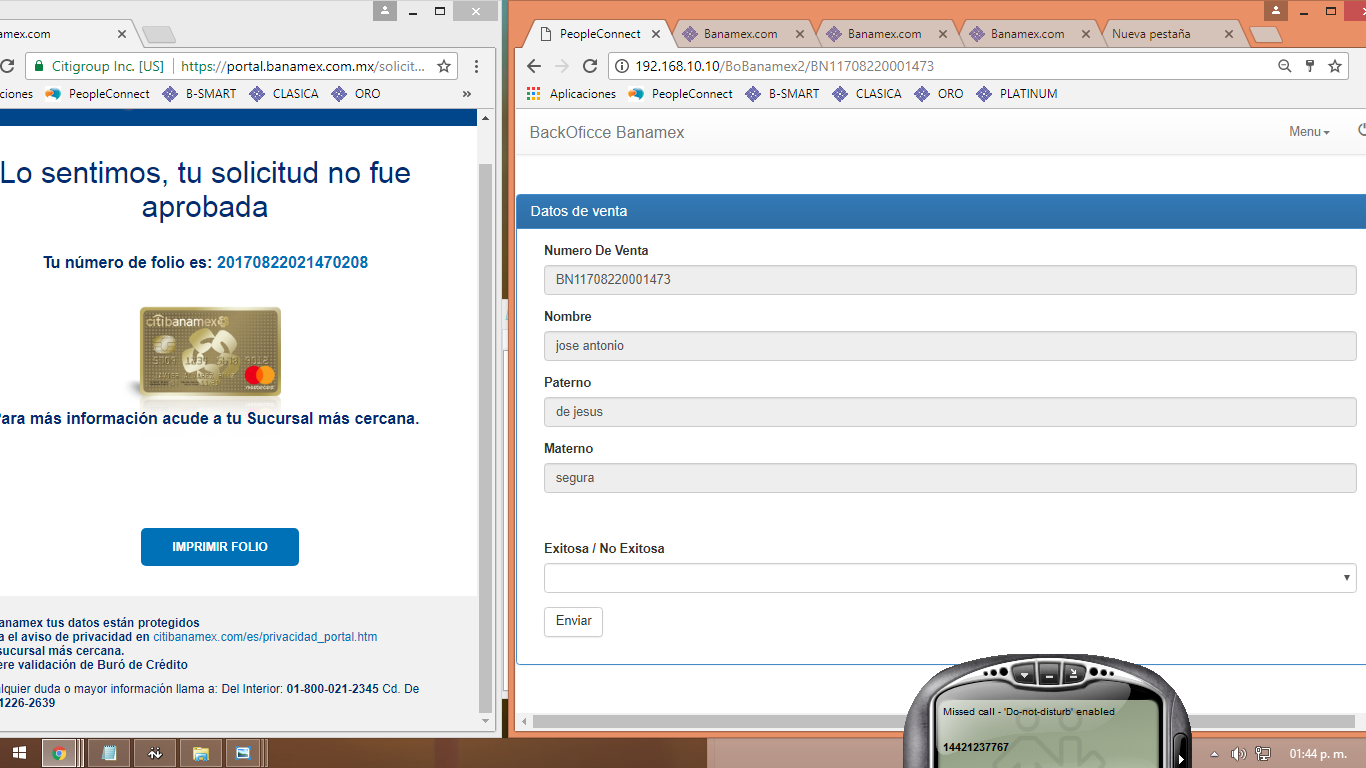 amex.com
Citigroup Inc. [US]
https://portal.banamex.com.mx/solicit...
ciones
PeopleConnect
B-SMART
CLASICA
ORO
»
Lo sentimos, tu solicitud no fue
aprobada
Tu número de folio es: 20170822021470208
citibanamex
mastercard
Para más información acude a tu Sucursal más cercana.
IMPRIMIR FOLIO
anamex tus datos están protegidos
a el aviso de privacidad en citibanamex.com/es/privacidad_portal.htm
sucursal más cercana.
ere validación de Buró de Crédito
alquier duda o mayor información llama a: Del Interior: 01-800-021-2345 Cd. De
1226-2639
PeopleConnect
Banamex.com
Banamex.com
Banamex.com
Nueva pestaña
192.168.10.10/BoBanamex2/BN11708220001473
Aplicaciones
PeopleConnect
B-SMART
CLASICA
ORO
PLATINUM
BackOficce Banamex
Menu
Datos de venta
Numero De Venta
BN11708220001473
Nombre
jose antonio
Paterno
de jesus
Materno
segura
Exitosa / No Exitosa
Enviar
Missed call - 'Do-not-disturb' enabled.
14421237767
01:44 p. m.